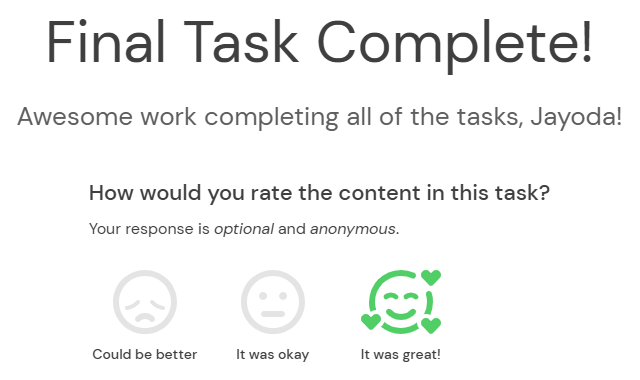 Final Task Complete!
Awesome work completing all of the tasks, Jayoda!
How would you rate the content in this task?
Your response is optional and anonymous.
Could be better
It was okay
It was great!